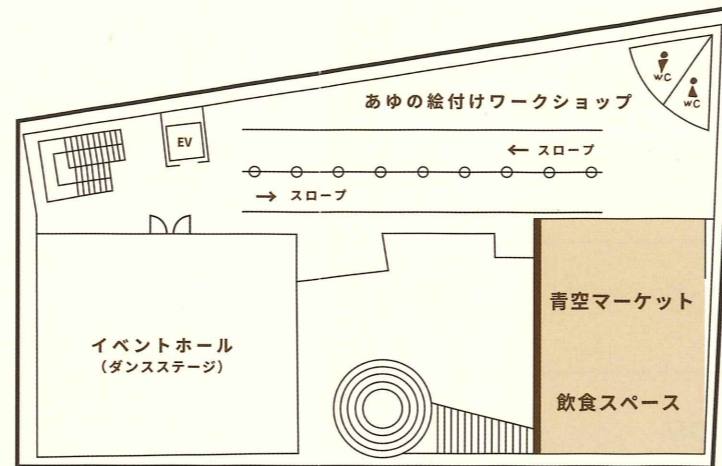 WC
WC
あゆの絵付けワークショップ
EV
← スロープ
→ スロープ
青空マーケット
イベントホール
(ダンスステージ)
飲食スペース